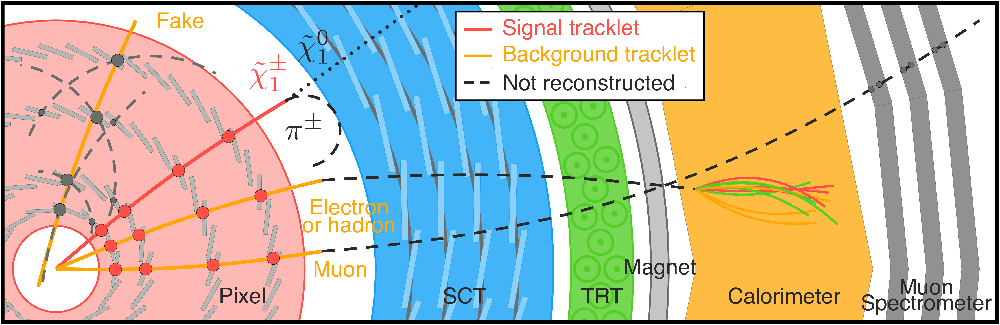 Fake
Signal tracklet
Background tracklet
Not reconstructed
χ̃₁⁰
χ̃₁±
π±
Electron
or hadron
Muon
Magnet
Pixel
SCT
TRT
Calorimeter
Muon
Spectrometer